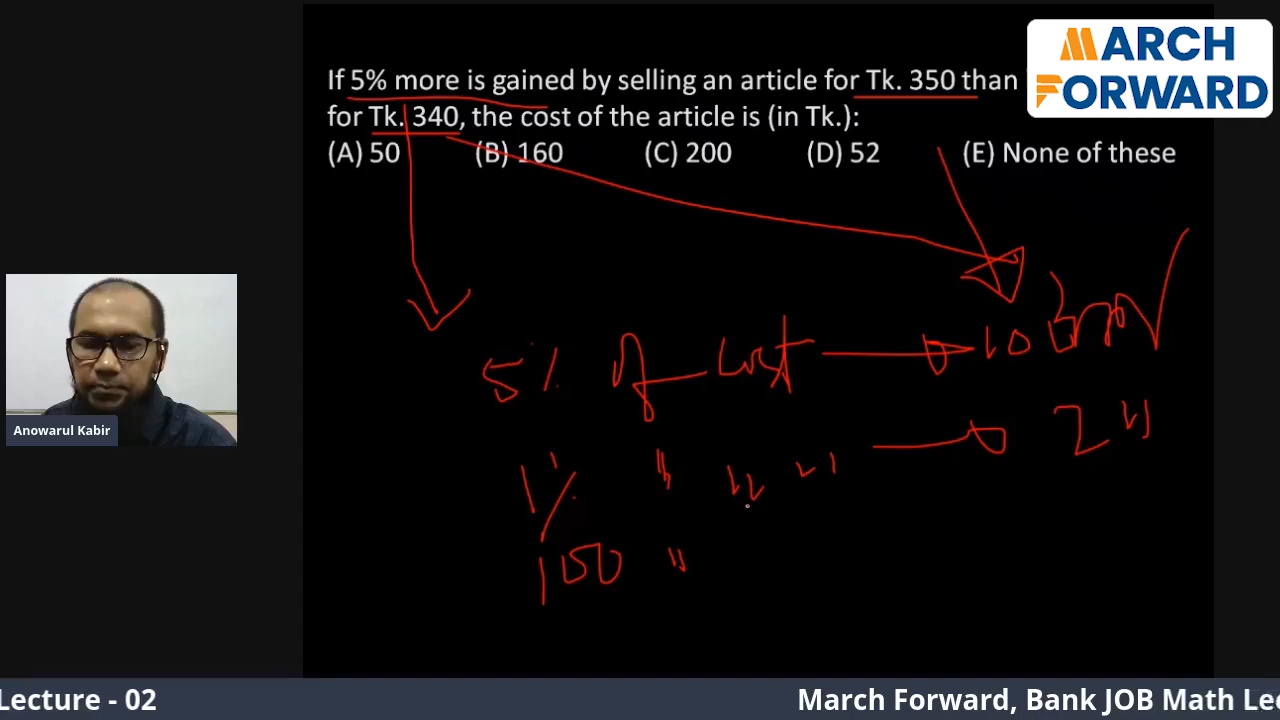 MARCH
FORWARD
If 5% more is gained by selling an article for Tk. 350 than
for Tk. 340, the cost of the article is (in Tk.):
(A) 50 (B) 160 (C) 200 (D) 52 (E) None of these
5% of cost 10
1% " " " 2 "
100 "
Anowarul Kabir
Lecture - 02 March Forward, Bank JOB Math Lec